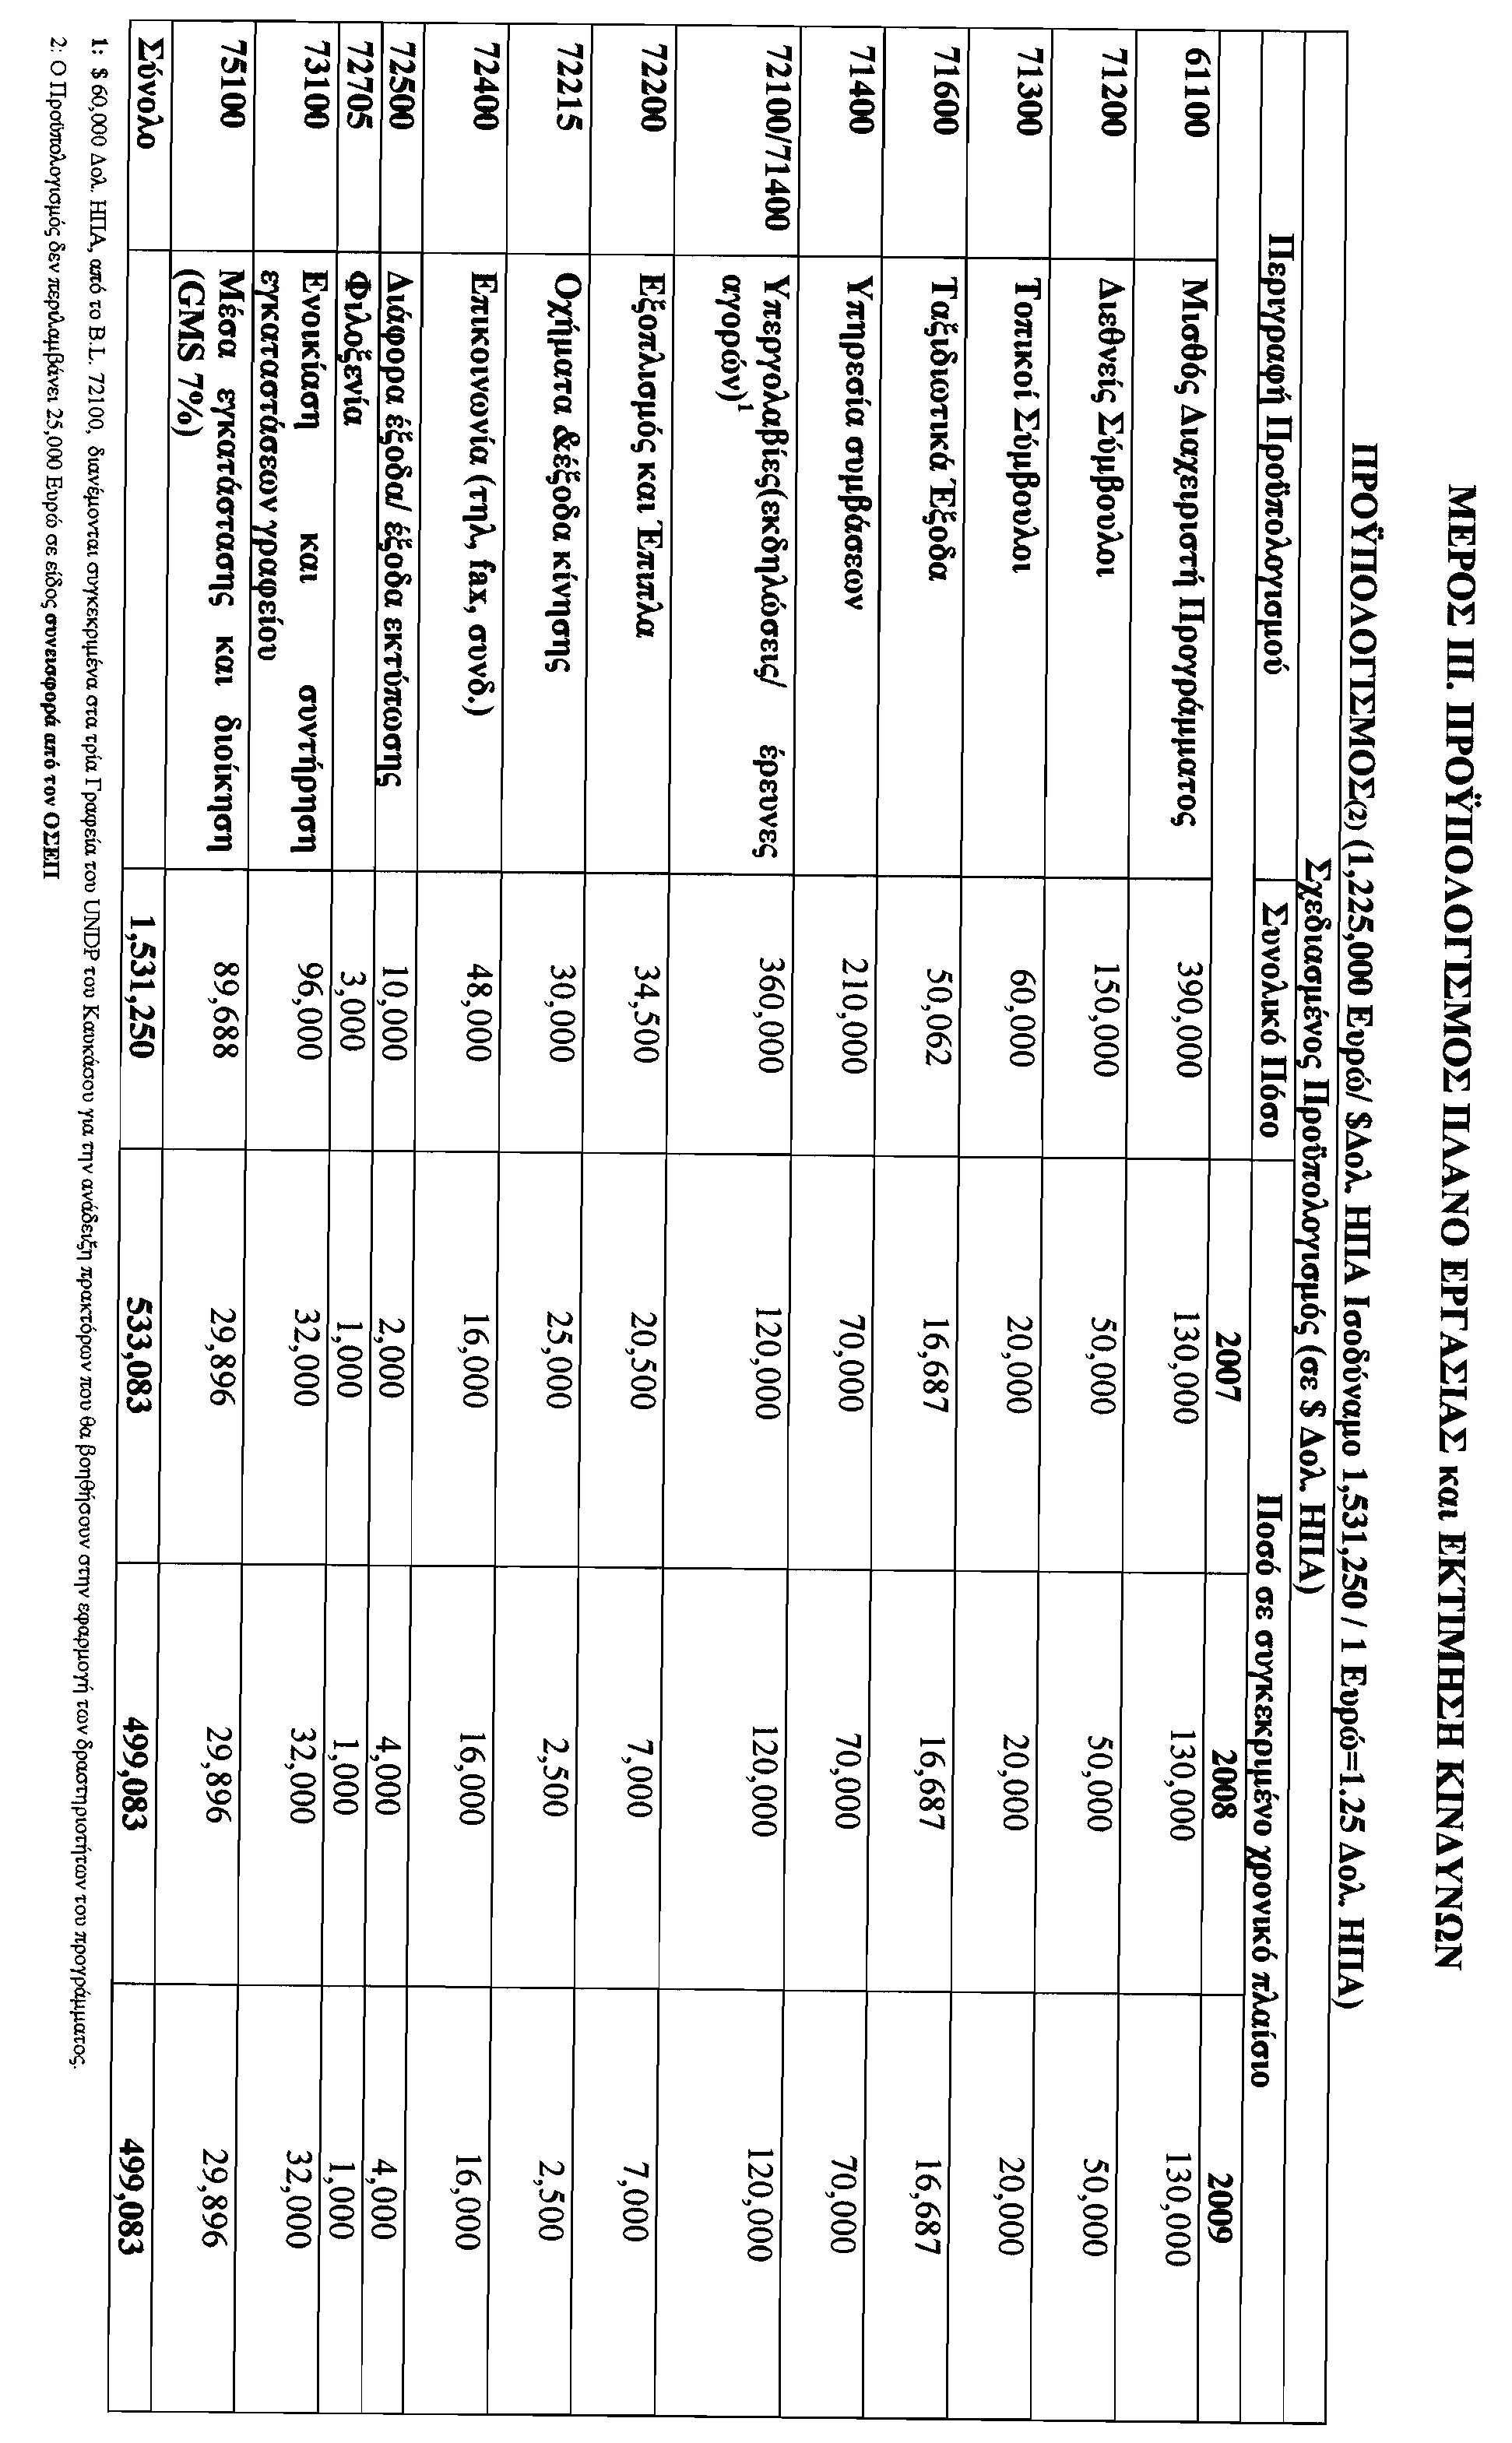 ΜΕΡΟΣ ΙΙΙ. ΠΡΟΫΠΟΛΟΓΙΣΜΟΣ ΠΛΑΝΟ ΕΡΓΑΣΙΑΣ και ΕΚΤΙΜΗΣΗ ΚΙΝΔΥΝΩΝ
ΠΡΟΫΠΟΛΟΓΙΣΜΟΣ(2) (1,225,000 Ευρώ/ $Δολ. ΗΠΑ Ισοδύναμο 1,531,250 / 1 Ευρώ=1.25 Δολ. ΗΠΑ)
Σχεδιασμένος Προϋπολογισμός (σε $ Δολ. ΗΠΑ)
Περιγραφή Προϋπολογισμού Συνολικό Πόσο Ποσό σε συγκεκριμένο χρονικό πλαίσιο
2007 2008 2009
61100 Μισθός Διαχειριστή Προγράμματος 390,000 130,000 130,000 130,000
71200 Διεθνείς Σύμβουλοι 150,000 50,000 50,000 50,000
71300 Τοπικοί Σύμβουλοι 60,000 20,000 20,000 20,000
71600 Ταξιδιωτικά Έξοδα 50,062 16,687 16,687 16,687
71400 Υπηρεσία συμβάσεων 210,000 70,000 70,000 70,000
72100/71400 Υπεργολαβίες(εκδηλώσεις/ έρευνες 360,000 120,000 120,000 120,000
αγορών)1
72200 Εξοπλισμός και Έπιπλα 34,500 20,500 7,000 7,000
72215 Οχήματα &έξοδα κίνησης 30,000 25,000 2,500 2,500
72400 Επικοινωνία (τηλ, fax, συνδ.) 48,000 16,000 16,000 16,000
72500 Διάφορα έξοδα/ έξοδα εκτύπωσης 10,000 2,000 4,000 4,000
72705 Φιλοξενία 3,000 1,000 1,000 1,000
73100 Ενοικίαση και συντήρηση 96,000 32,000 32,000 32,000
εγκαταστάσεων γραφείου
75100 Μέσα εγκατάστασης και διοίκηση 89,688 29,896 29,896 29,896
(GMS 7%)
Σύνολο 1,531,250 533,083 499,083 499,083
1: $ 60,000 Δολ. ΗΠΑ, από το B.L. 72100, διανέμονται συγκεκριμένα στα τρία Γραφεία του UNDP του Καυκάσου για την ανάδειξη πρακτόρων που θα βοηθήσουν στην εφαρμογή των δραστηριοτήτων του προγράμματος.
2: Ο Προϋπολογισμός δεν περιλαμβάνει 25,000 Ευρώ σε είδος συνεισφορά από τον ΟΣΕΠ